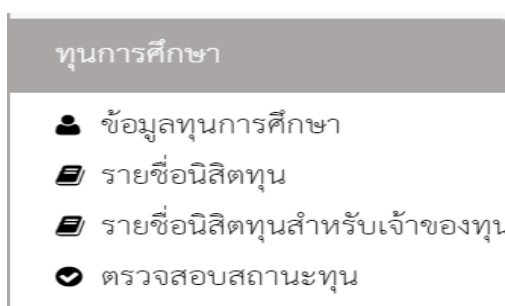 ทุนการศึกษา
ข้อมูลทุนการศึกษา
รายชื่อนิสิตทุน
รายชื่อนิสิตทุนสำหรับเจ้าของทุน
ตรวจสอบสถานะทุน